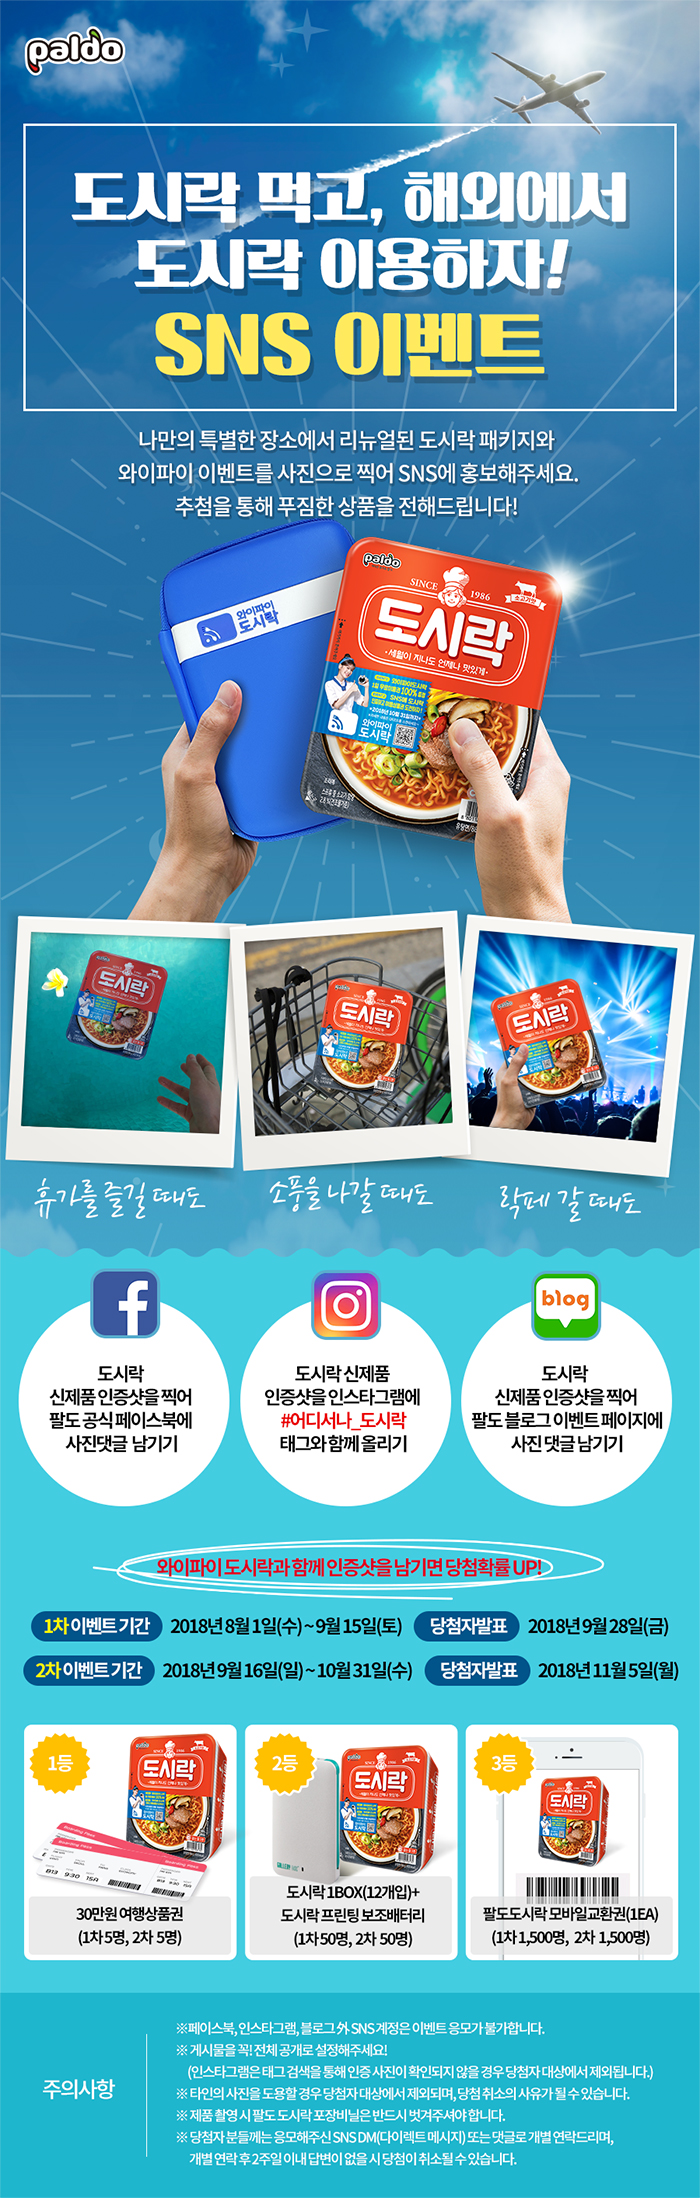 paldo
도시락 먹고, 해외에서
도시락 이용하자!
SNS 이벤트
나만의 특별한 장소에서 리뉴얼된 도시락 패키지와
와이파이 이벤트를 사진으로 찍어 SNS에 홍보해주세요.
추첨을 통해 푸짐한 상품을 전해드립니다!
와이파이
도시락
paldo
SINCE 1986
소고기맛
도시락
·세월이 지나도 언제나 맛있게·
와이파이
도시락
휴가를 즐길 때도
소풍을 나갈 때도
락페 갈 때도
blog
도시락
신제품 인증샷을 찍어
팔도 공식 페이스북에
사진댓글 남기기
도시락 신제품
인증샷을 인스타그램에
#어디서나_도시락
태그와 함께 올리기
도시락
신제품 인증샷을 찍어
팔도 블로그 이벤트 페이지에
사진 댓글 남기기
와이파이 도시락과 함께 인증샷을 남기면 당첨확률 UP!
1차 이벤트 기간 2018년 8월 1일(수) ~ 9월 15일(토) 당첨자발표 2018년 9월 28일(금)
2차 이벤트 기간 2018년 9월 16일(일) ~ 10월 31일(수) 당첨자발표 2018년 11월 5일(월)
1등
도시락
30만원 여행상품권
(1차 5명, 2차 5명)
2등
도시락
도시락 1BOX(12개입)+
도시락 프린팅 보조배터리
(1차 50명, 2차 50명)
3등
도시락
팔도도시락 모바일교환권(1EA)
(1차 1,500명, 2차 1,500명)
주의사항
※페이스북, 인스타그램, 블로그 外 SNS 계정은 이벤트 응모가 불가합니다.
※ 게시물을 꼭! 전체 공개로 설정해주세요!
(인스타그램은 태그 검색을 통해 인증 사진이 확인되지 않을 경우 당첨자 대상에서 제외됩니다.)
※ 타인의 사진을 도용할 경우 당첨자 대상에서 제외되며, 당첨 취소의 사유가 될 수 있습니다.
※ 제품 촬영 시 팔도 도시락 포장비닐은 반드시 벗겨주셔야 합니다.
※ 당첨자 분들께는 응모해주신 SNS DM(다이렉트 메시지) 또는 댓글로 개별 연락드리며,
개별 연락 후 2주일 이내 답변이 없을 시 당첨이 취소될 수 있습니다.